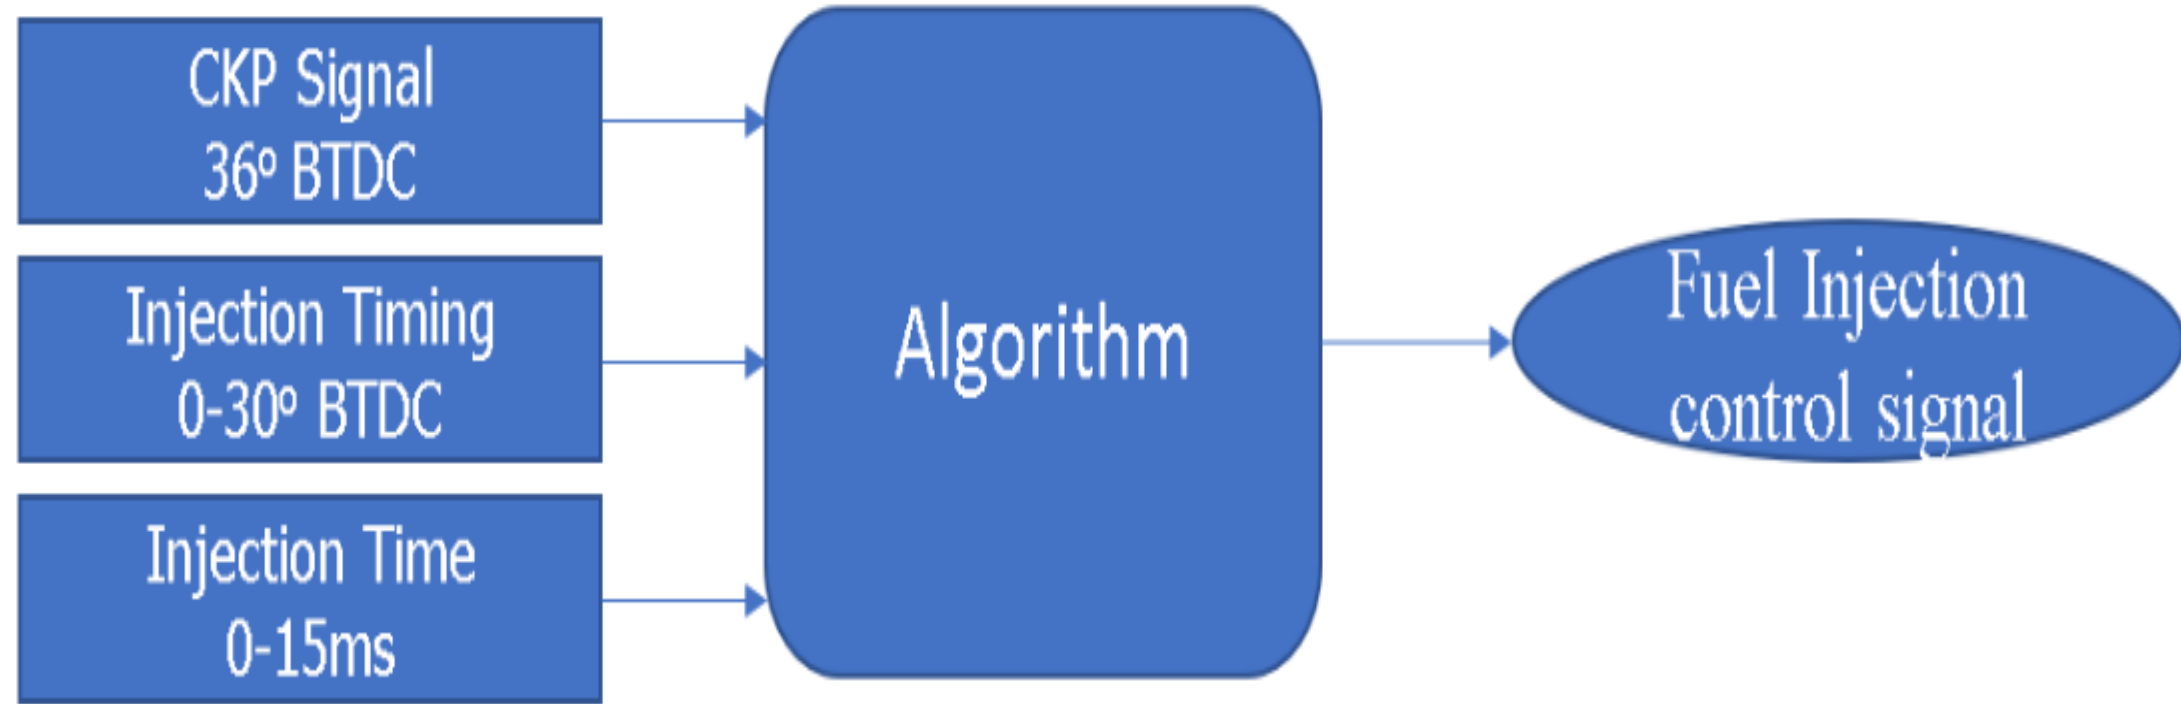 CKP Signal
36º BTDC
Injection Timing
0-30º BTDC
Injection Time
0-15ms
Algorithm
Fuel Injection
control signal